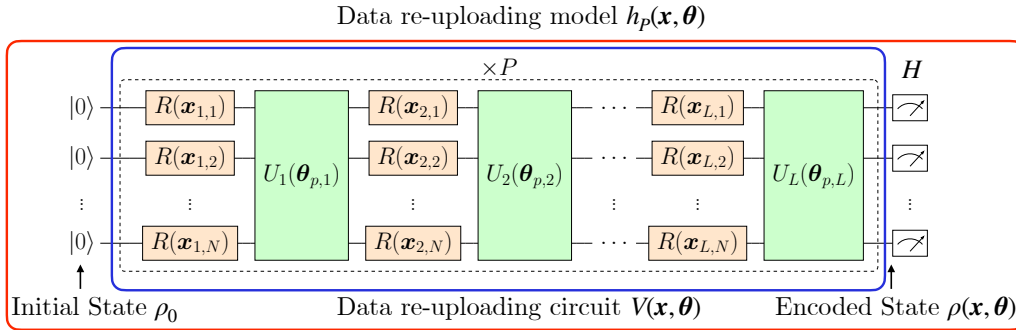 Data re-uploading model h_P(x, θ)
×P
H
|0⟩ R(x_{1,1}) R(x_{2,1}) ··· R(x_{L,1})
|0⟩ R(x_{1,2}) U_1(θ_{p,1}) R(x_{2,2}) U_2(θ_{p,2}) ··· R(x_{L,2}) U_L(θ_{p,L})
⋮ ⋮ ⋮ ⋮ ⋮
|0⟩ R(x_{1,N}) R(x_{2,N}) ··· R(x_{L,N})
Initial State ρ_0 Data re-uploading circuit V(x, θ) Encoded State ρ(x, θ)